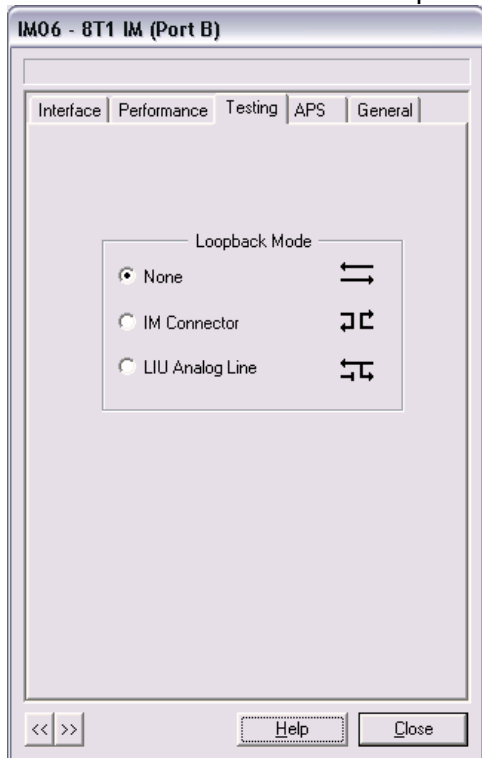 IM06 - 8T1 IM (Port B)
Interface Performance Testing APS General
Loopback Mode
None
IM Connector
LIU Analog Line
<< >> Help Close